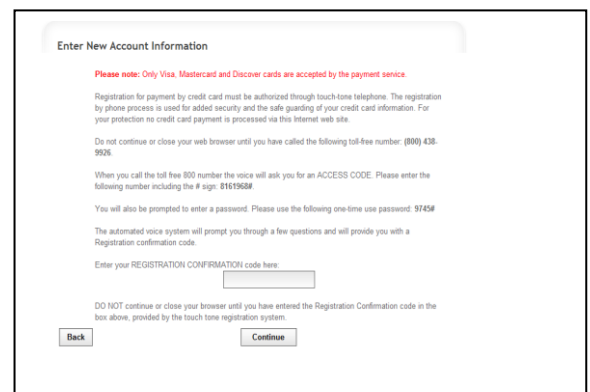 Enter New Account Information
Please note: Only Visa, Mastercard and Discover cards are accepted by the payment service.
Registration for payment by credit card must be authorized through touch-tone telephone. The registration
by phone process is used for added security and the safe guarding of your credit card information. For
your protection no credit card payment is processed via this Internet web site.
Do not continue or close your web browser until you have called the following toll-free number: (800) 438-
9926.
When you call the toll free 800 number the voice will ask you for an ACCESS CODE. Please enter the
following number including the # sign: 8161968#.
You will also be prompted to enter a password. Please use the following one-time use password: 9745#
The automated voice system will prompt you through a few questions and will provide you with a
Registration confirmation code.
Enter your REGISTRATION CONFIRMATION code here:
DO NOT continue or close your browser until you have entered the Registration Confirmation code in the
box above, provided by the touch tone registration system.
Back Continue